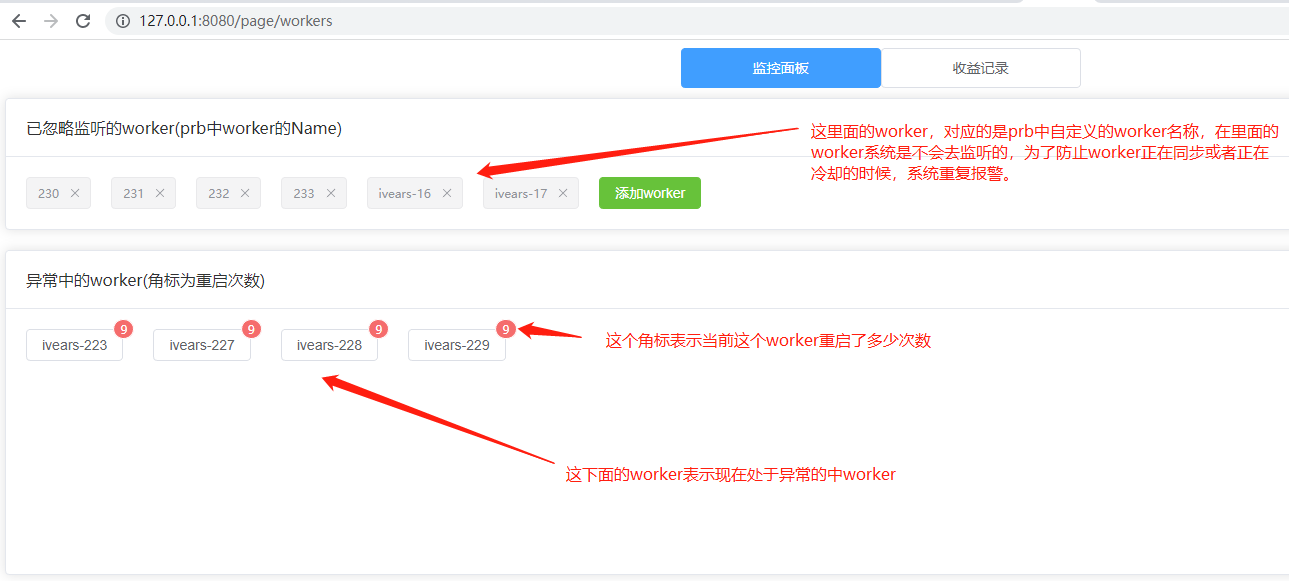 127.0.0.1:8080/page/workers
监控面板
收益记录
已忽略监听的worker(prb中worker的Name)
这里面的worker，对应的是prb中自定义的worker名称，在里面的
worker系统是不会去监听的，为了防止worker正在同步或者正在
冷却的时候，系统重复报警。
230 231 232 233 ivears-16 ivears-17 添加worker
异常中的worker(角标为重启次数)
9 9 9 9
ivears-223 ivears-227 ivears-228 ivears-229
这个角标表示当前这个worker重启了多少次数
这下面的worker表示现在处于异常的中worker